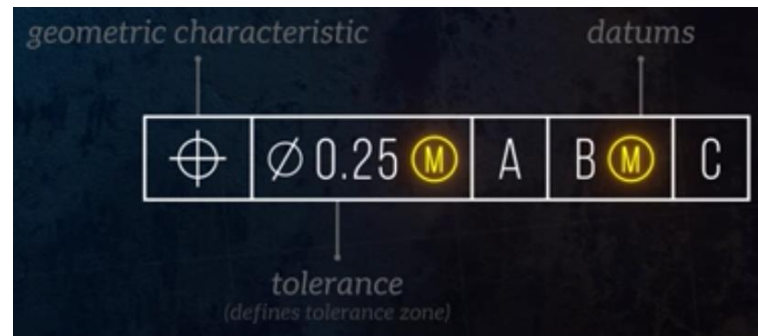 geometric characteristic datums
⌖ ⌀ 0.25 Ⓜ A B Ⓜ C
tolerance
(defines tolerance zone)